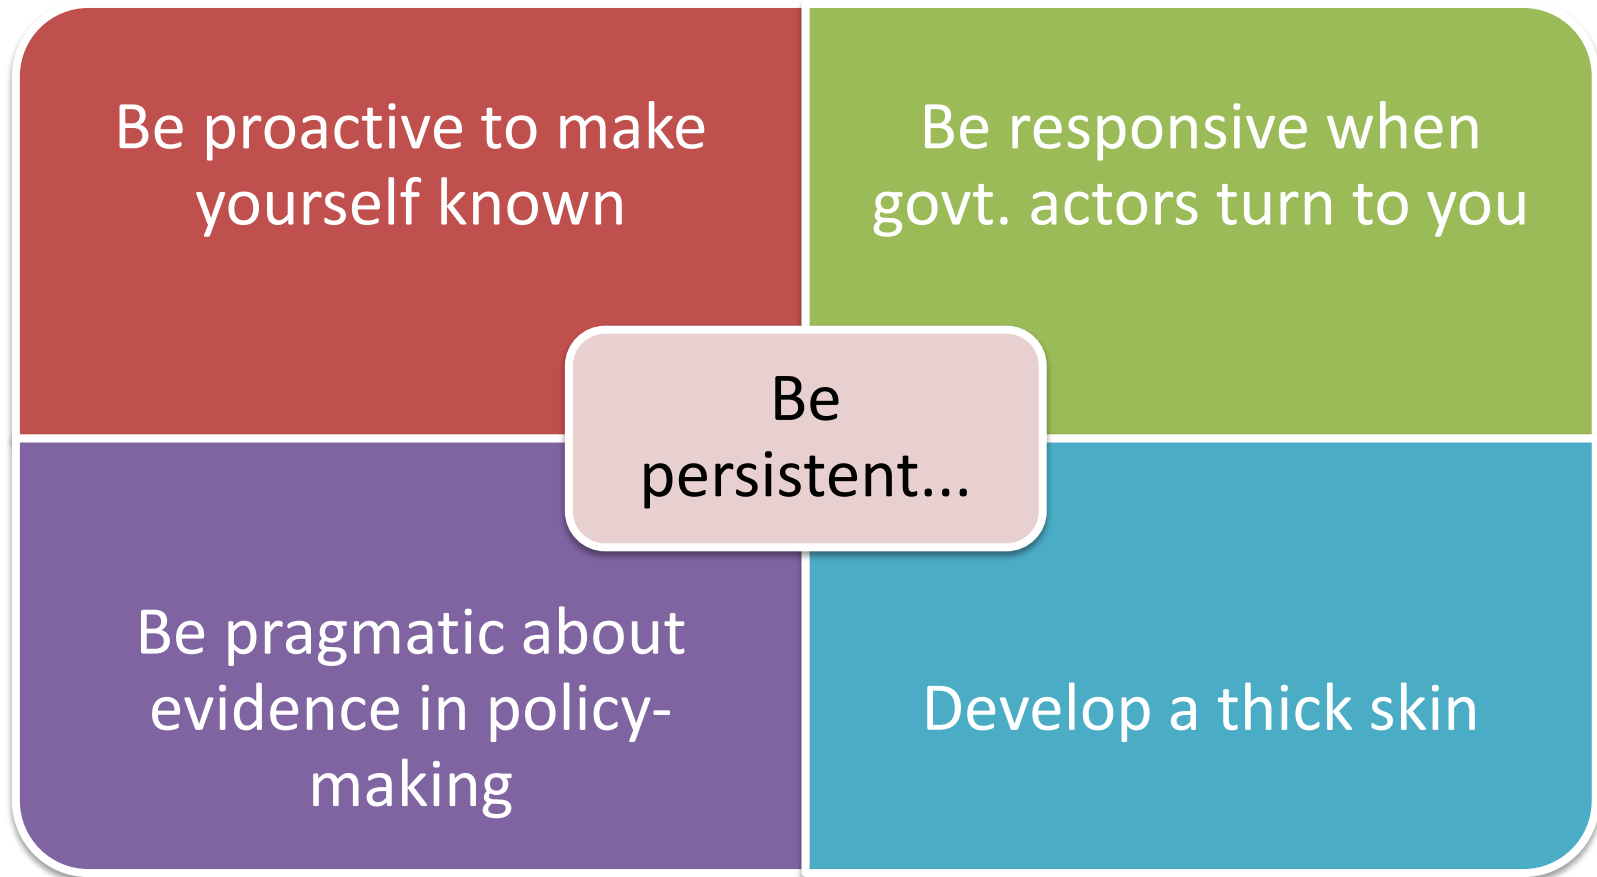 Be proactive to make
yourself known
Be responsive when
govt. actors turn to you
Be
persistent...
Be pragmatic about
evidence in policy-
making
Develop a thick skin